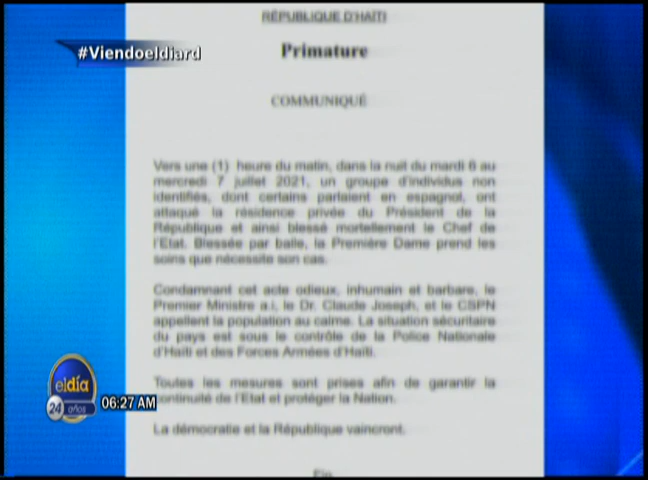 RÉPUBLIQUE D'HAÏTI
#Viendoeldiard
Primature
COMMUNIQUÉ
Vers une (1) heure du matin, dans la nuit du mardi 6 au
mercredi 7 juillet 2021, un groupe d'individus non
identifiés, dont certains parlaient en espagnol, ont
attaqué la résidence privée du Président de la
République et ainsi blessé mortellement le Chef de
l'Etat. Blessée par balle, la Première Dame prend les
soins que nécessite son cas.
Condamnant cet acte odieux, inhumain et barbare, le
Premier Ministre a.i, le Dr. Claude Joseph, et le CSPN
appellent la population au calme. La situation sécuritaire
du pays est sous le contrôle de la Police Nationale
d'Haïti et des Forces Armées d'Haïti.
Toutes les mesures sont prises afin de garantir la
continuité de l'Etat et protéger la Nation.
La démocratie et la République vaincront.
el día
24 años
06:27 AM